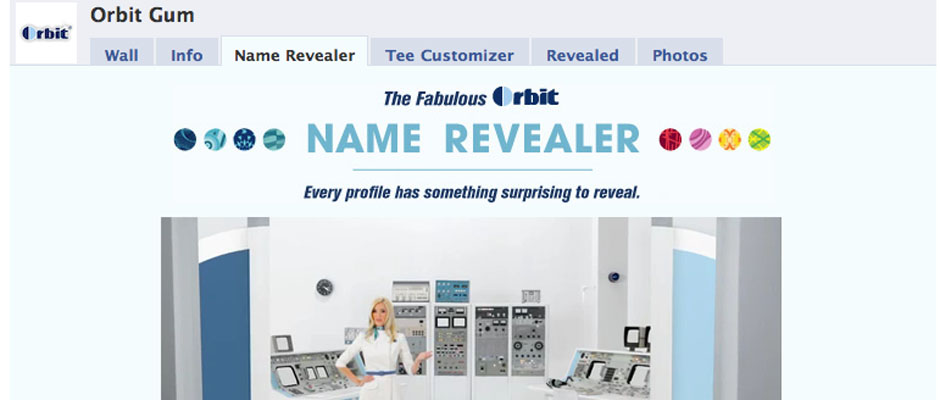 Orbit Gum
Orbit®
Wall Info Name Revealer Tee Customizer Revealed Photos
The Fabulous Orbit
NAME REVEALER
Every profile has something surprising to reveal.